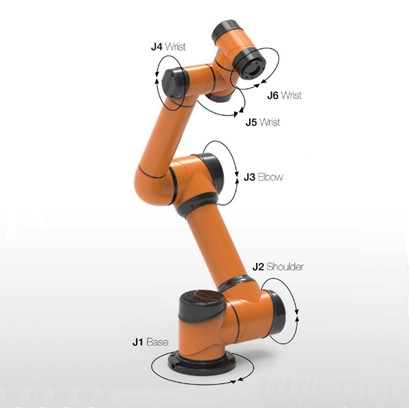 J4 Wrist
J6 Wrist
J5 Wrist
J3 Elbow
J2 Shoulder
J1 Base